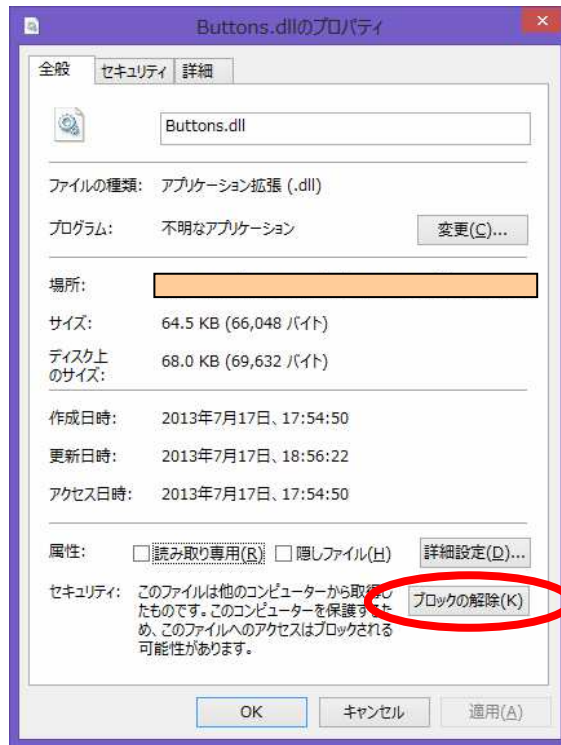 Buttons.dllのプロパティ
全般 セキュリティ 詳細
Buttons.dll
ファイルの種類: アプリケーション拡張 (.dll)
プログラム: 不明なアプリケーション 変更(C)...
場所:
サイズ: 64.5 KB (66,048 バイト)
ディスク上
のサイズ: 68.0 KB (69,632 バイト)
作成日時: 2013年7月17日、17:54:50
更新日時: 2013年7月17日、18:56:22
アクセス日時: 2013年7月17日、17:54:50
属性: 読み取り専用(R) 隠しファイル(H) 詳細設定(D)...
セキュリティ: このファイルは他のコンピューターから取得し
たものです。このコンピューターを保護するた
め、このファイルへのアクセスはブロックされる
可能性があります。
ブロックの解除(K)
OK キャンセル 適用(A)